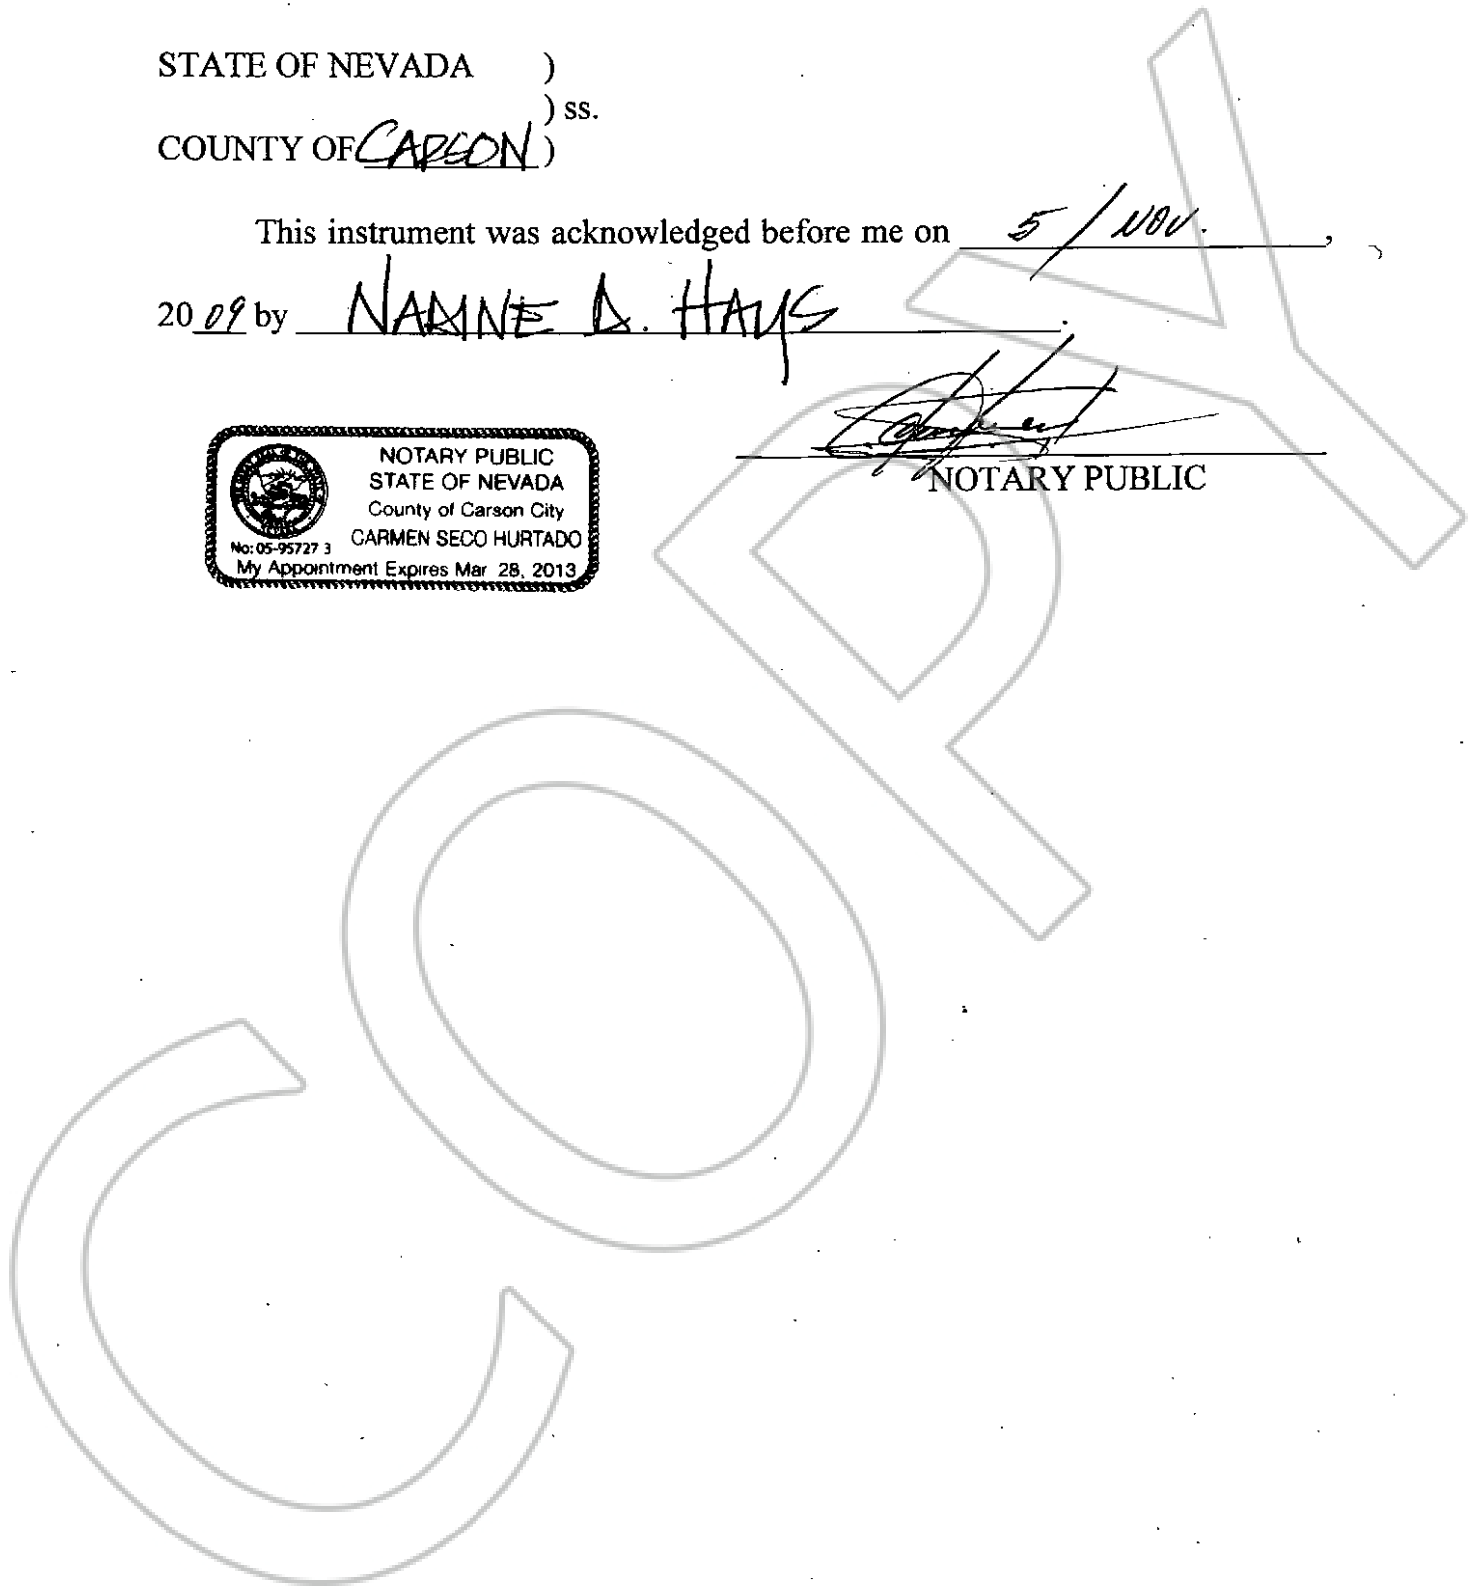 STATE OF NEVADA )
) ss.
COUNTY OF CARSON )
This instrument was acknowledged before me on 5 / NOV. ,
20 09 by NADINE D. HAYS .
NOTARY PUBLIC
NOTARY PUBLIC
STATE OF NEVADA
County of Carson City
CARMEN SECO HURTADO
No: 05-95727 3
My Appointment Expires Mar 28, 2013
COPY